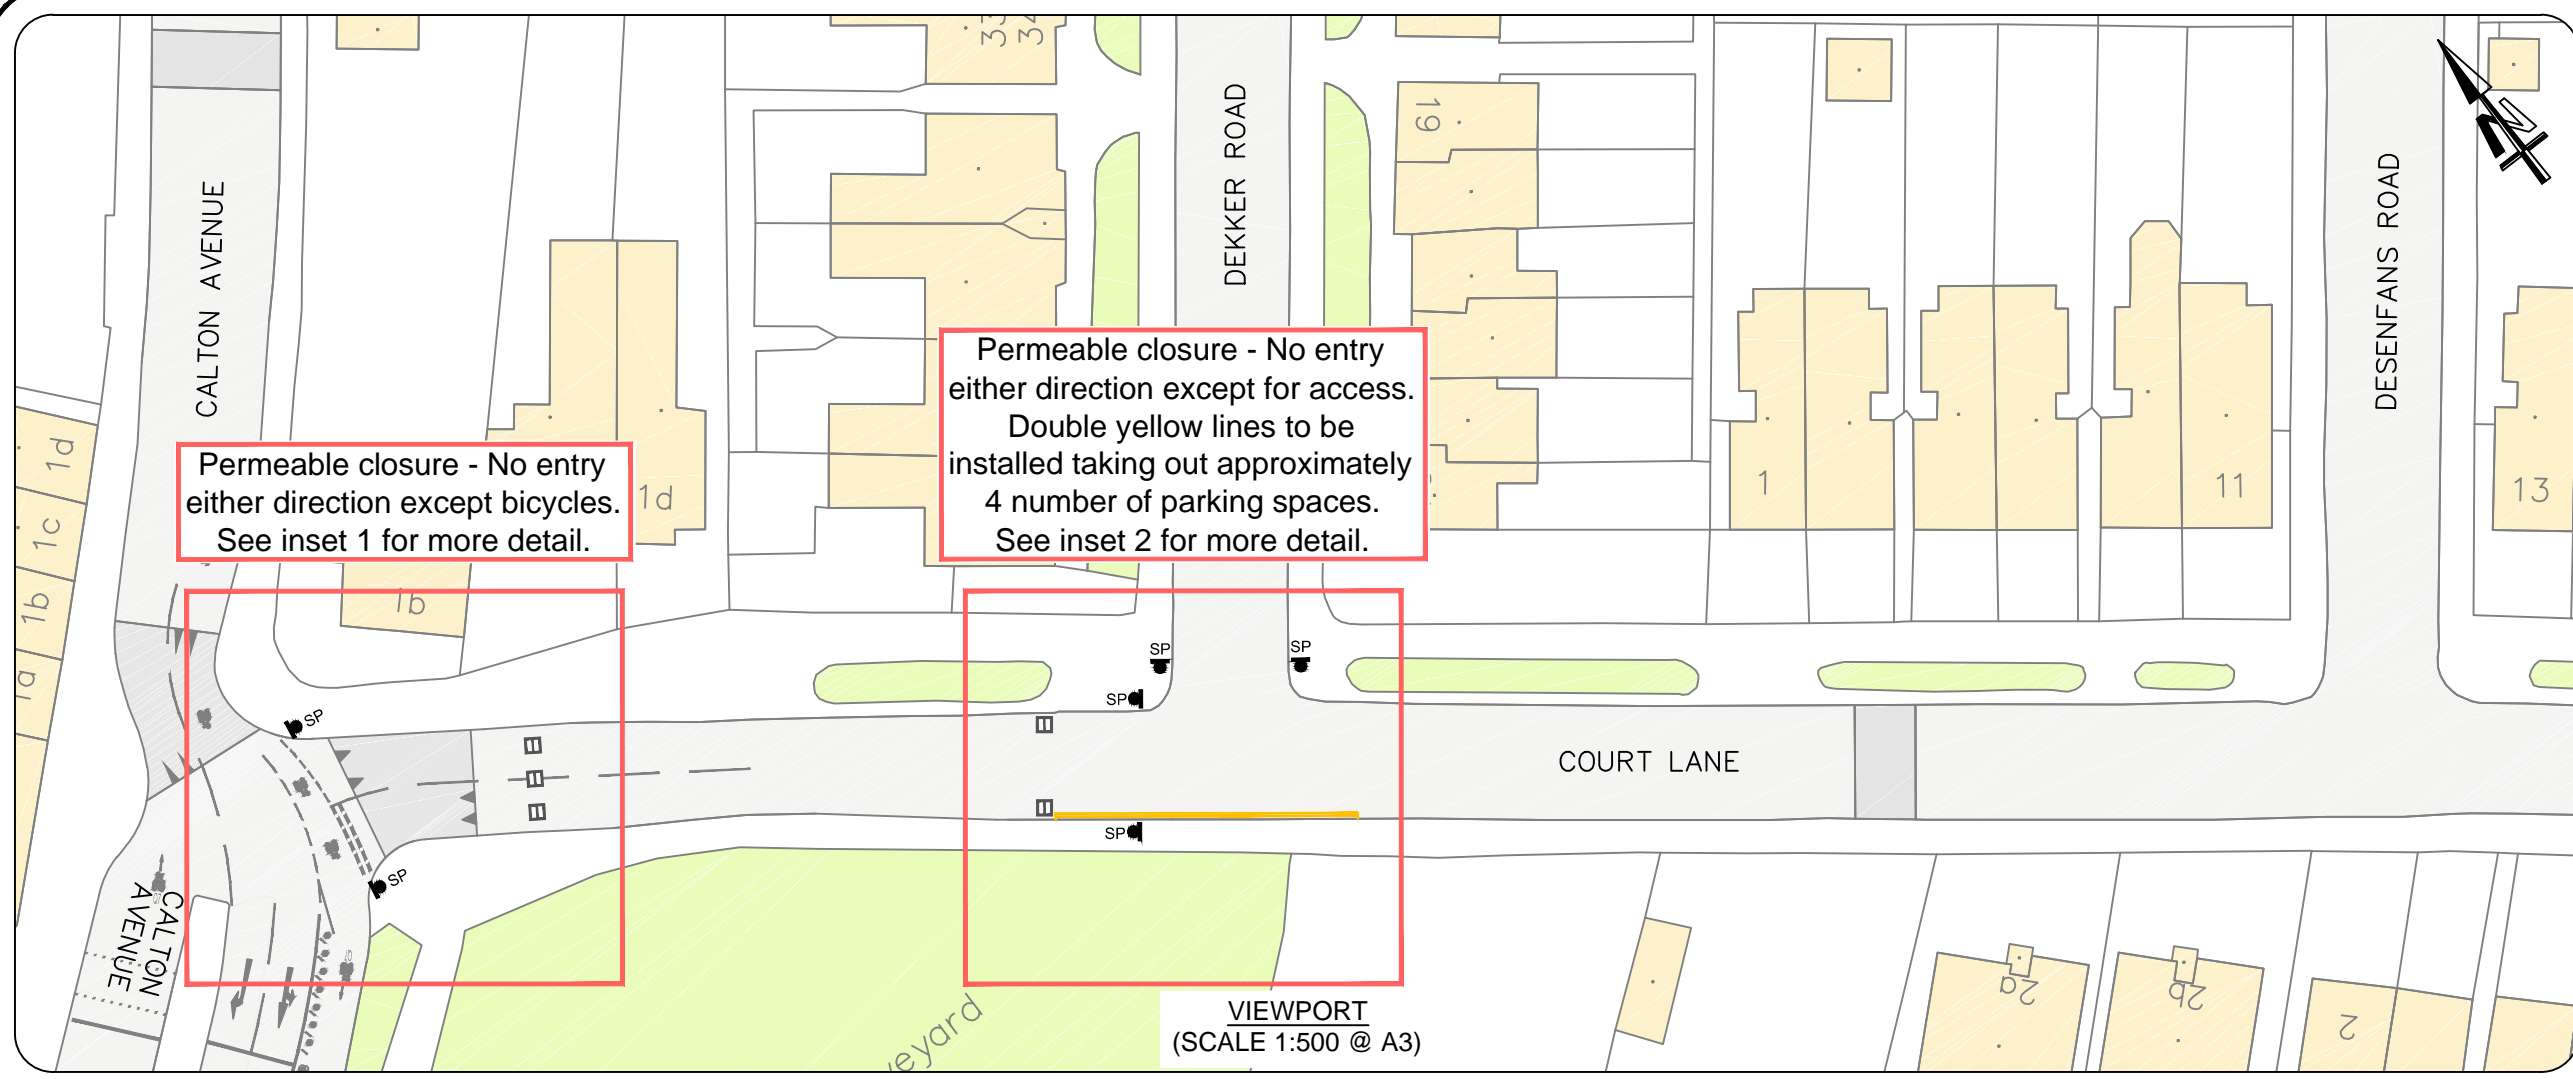 33
34
CALTON AVENUE
DEKKER ROAD
19
DESENFANS ROAD
N
1d
1c
1b
1a
Permeable closure - No entry
either direction except bicycles.
See inset 1 for more detail.
1d
1b
Permeable closure - No entry
either direction except for access.
Double yellow lines to be
installed taking out approximately
4 number of parking spaces.
See inset 2 for more detail.
1
11
13
SP
SP
SP
SP
SP
SP
COURT LANE
CALTON
AVENUE
veyard
VIEWPORT
(SCALE 1:500 @ A3)
2a
2b
2